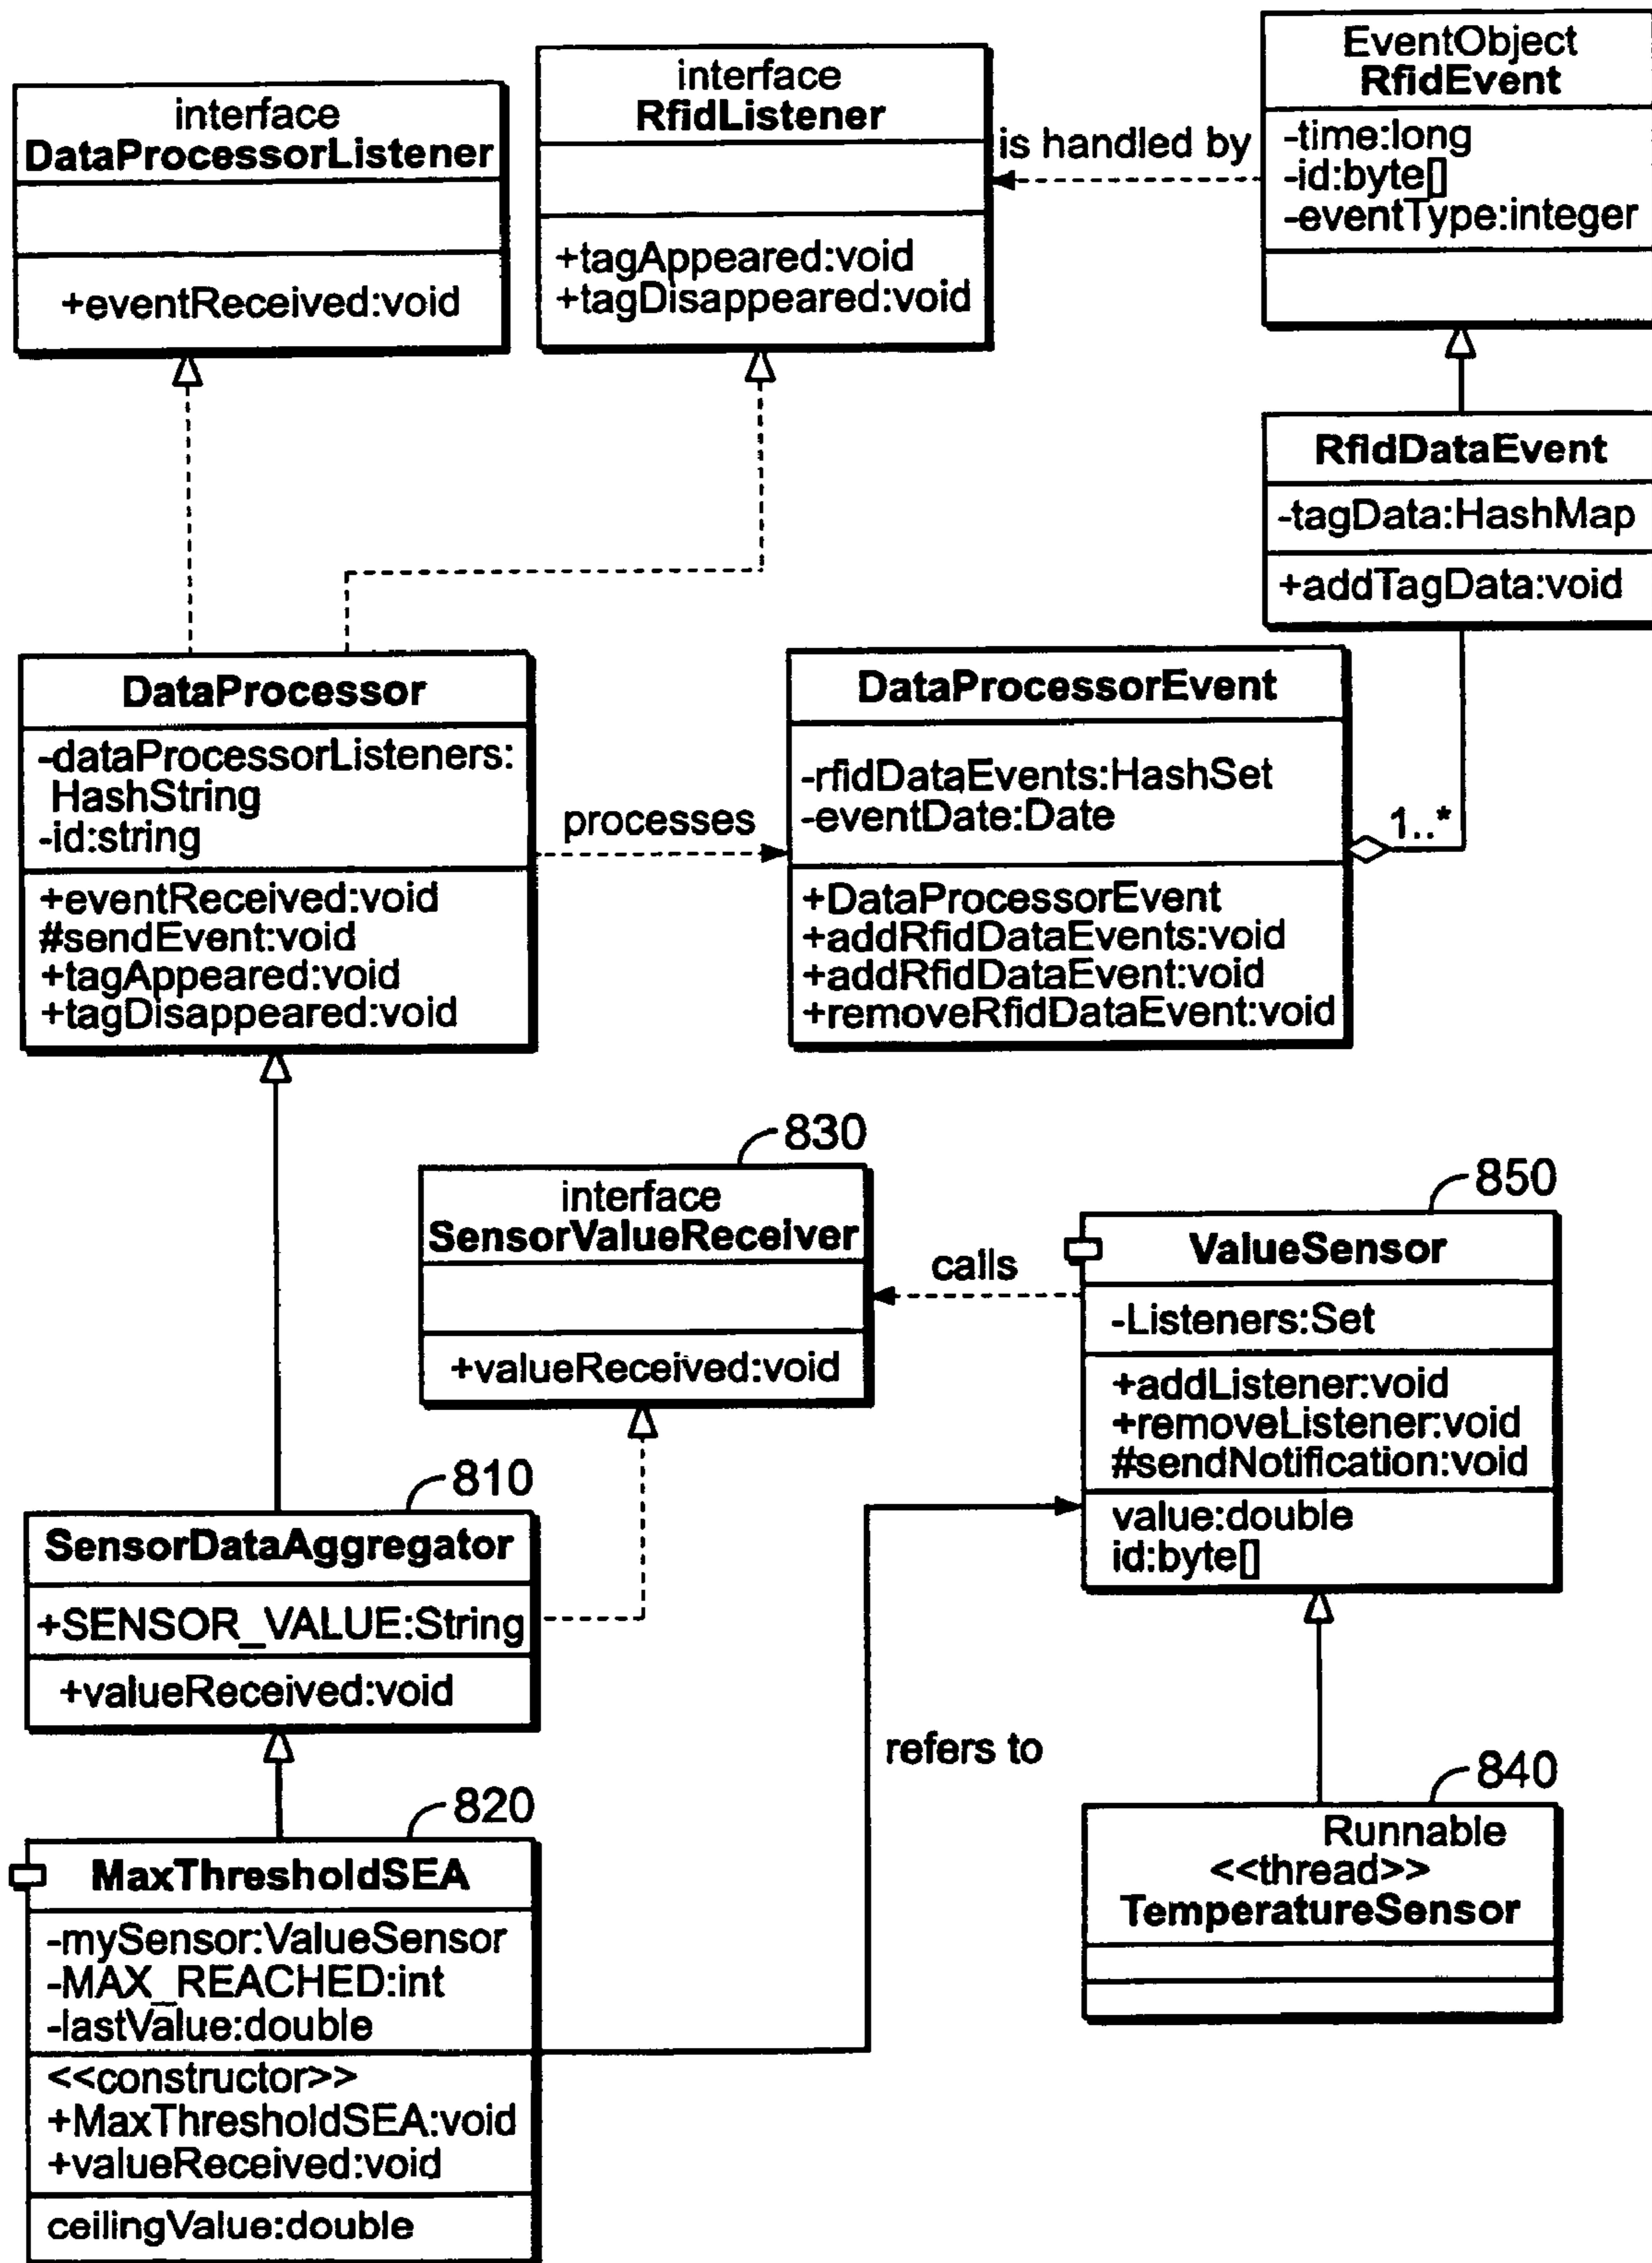 interface
DataProcessorListener
+eventReceived:void
interface
RfidListener
+tagAppeared:void
+tagDisappeared:void
is handled by
EventObject
RfidEvent
-time:long
-id:byte[]
-eventType:integer
RfidDataEvent
-tagData:HashMap
+addTagData:void
DataProcessor
-dataProcessorListeners:
HashString
-id:string
+eventReceived:void
#sendEvent:void
+tagAppeared:void
+tagDisappeared:void
processes
DataProcessorEvent
-rfidDataEvents:HashSet
-eventDate:Date
+DataProcessorEvent
+addRfidDataEvents:void
+addRfidDataEvent:void
+removeRfidDataEvent:void
1..*
830
interface
SensorValueReceiver
+valueReceived:void
calls
850
ValueSensor
-Listeners:Set
+addListener:void
+removeListener:void
#sendNotification:void
value:double
id:byte[]
810
SensorDataAggregator
+SENSOR_VALUE:String
+valueReceived:void
refers to
820
MaxThresholdSEA
-mySensor:ValueSensor
-MAX_REACHED:int
-lastValue:double
<<constructor>>
+MaxThresholdSEA:void
+valueReceived:void
ceilingValue:double
840
Runnable
<<thread>>
TemperatureSensor